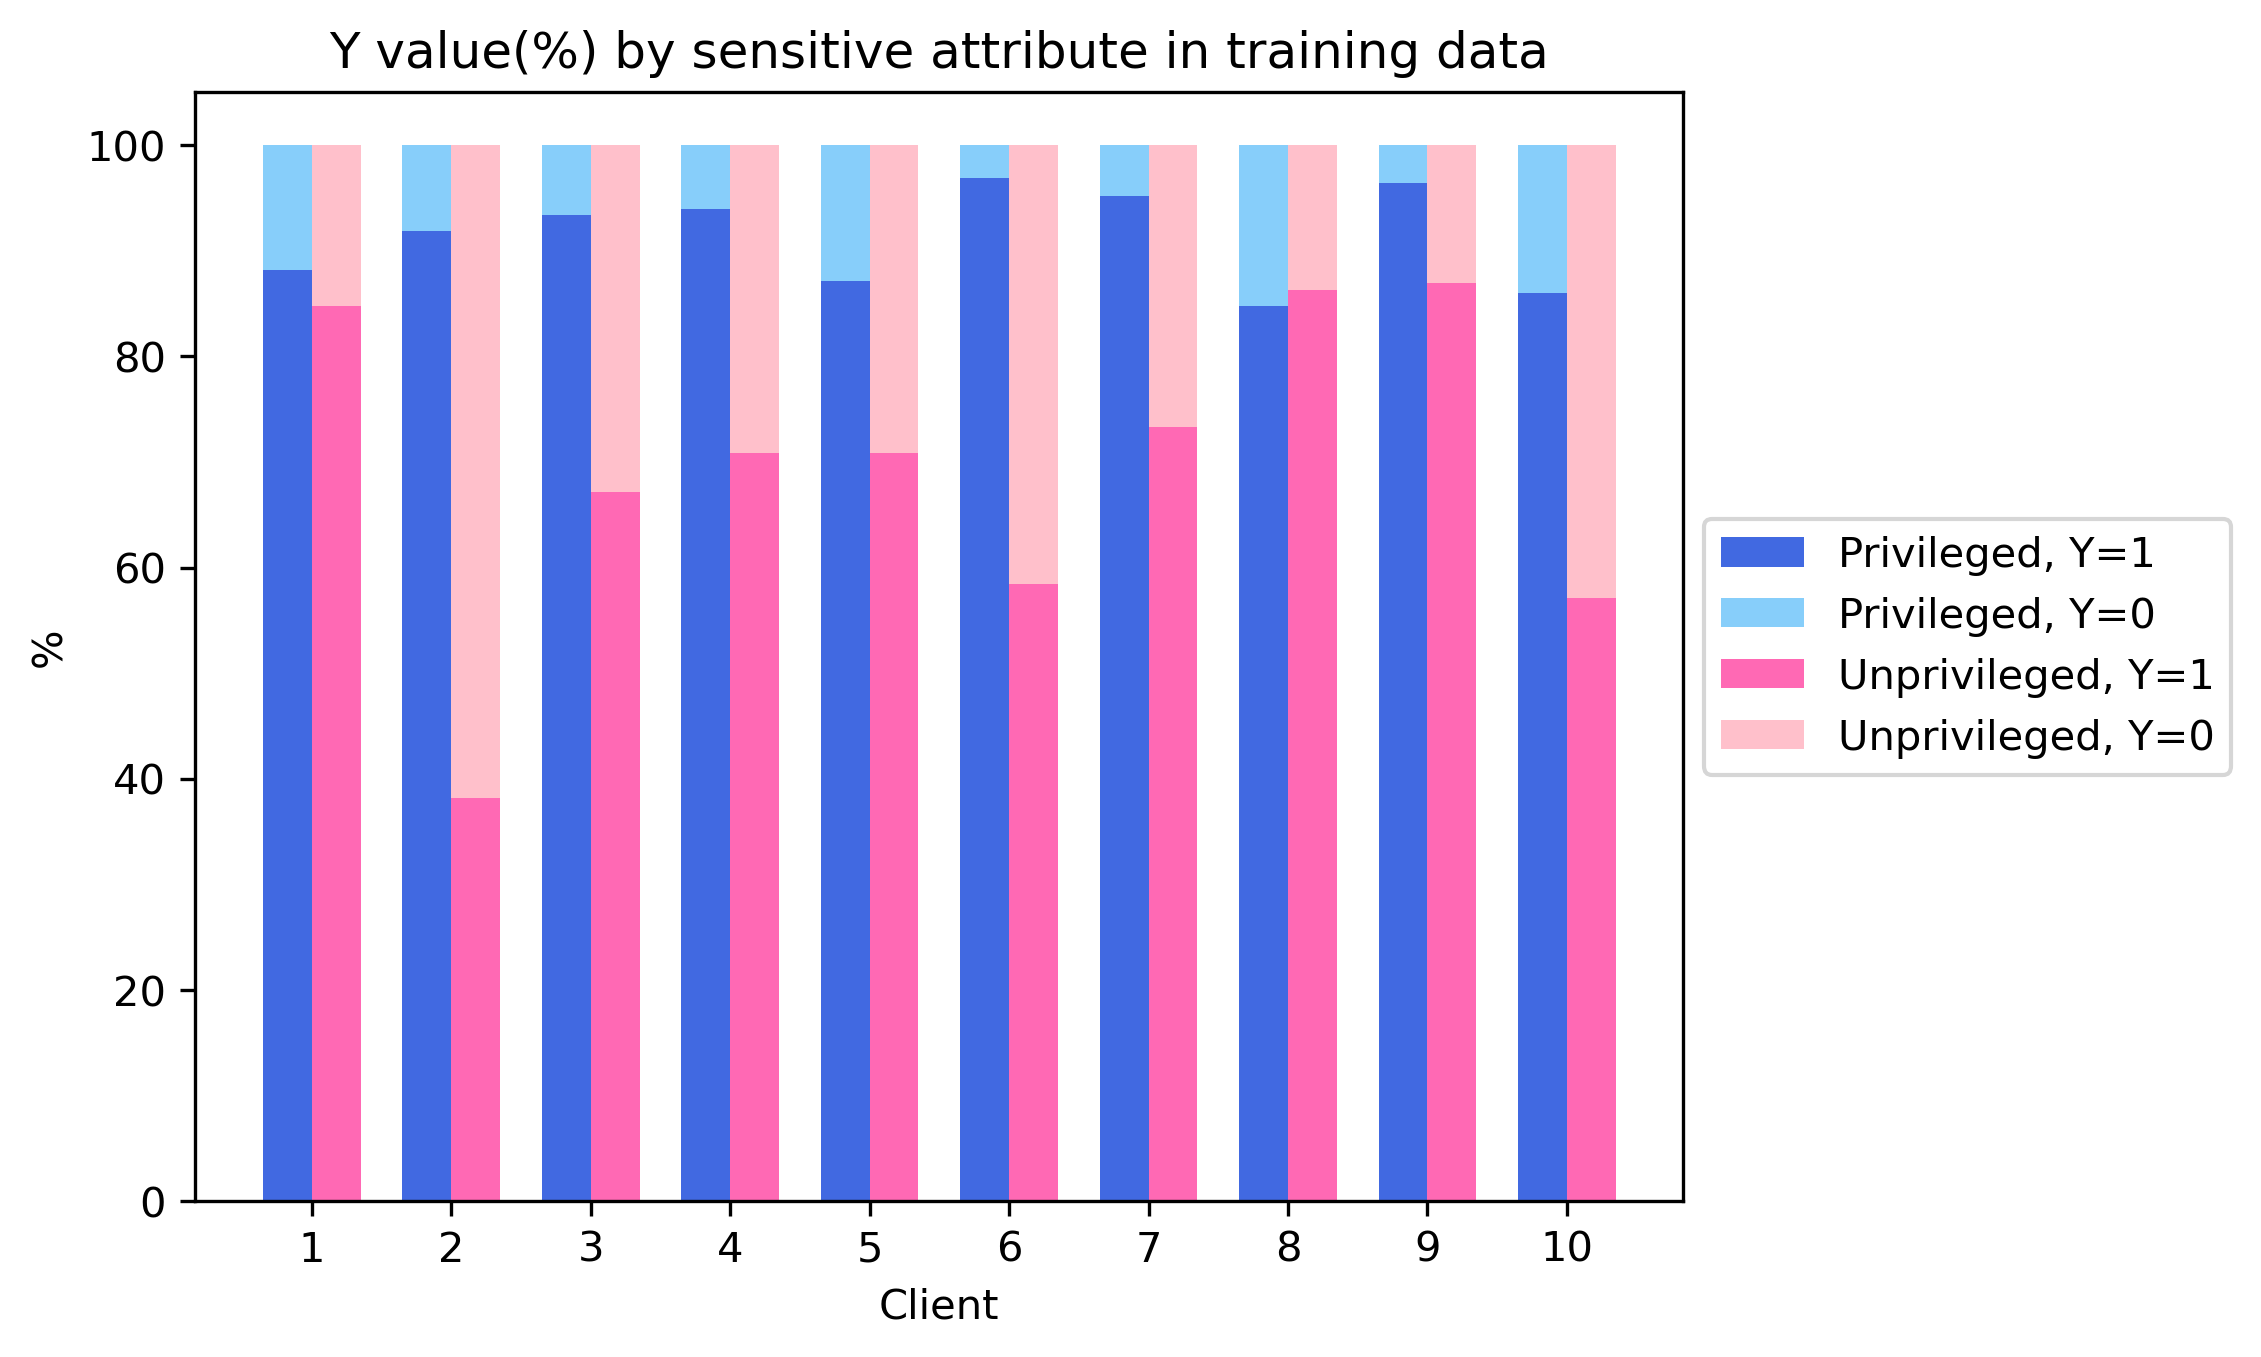 Y value(%) by sensitive attribute in training data
100
80
60
40
20
0
%
1 2 3 4 5 6 7 8 9 10
Client
Privileged, Y=1
Privileged, Y=0
Unprivileged, Y=1
Unprivileged, Y=0